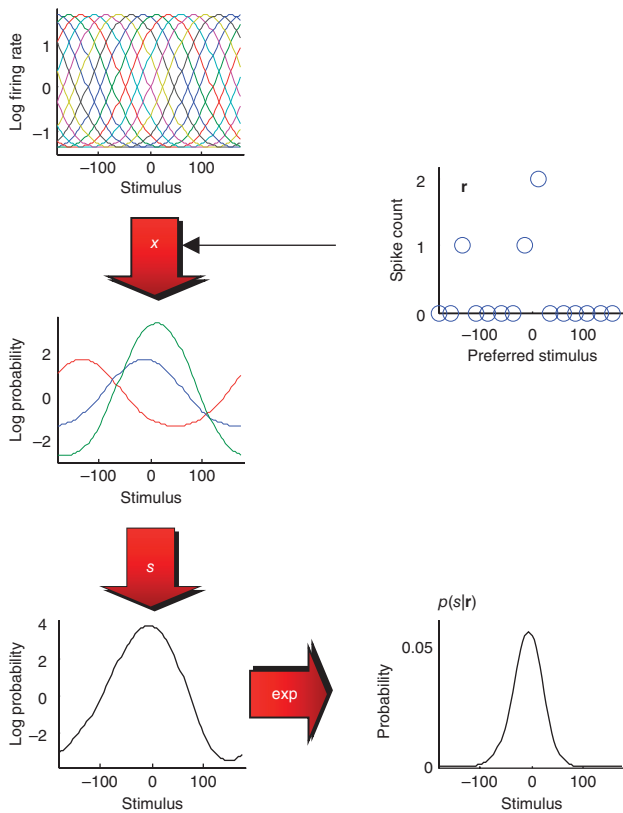 Log firing rate
1
0
−1
−100 0 100
Stimulus
x
r
Spike count
2
1
0
−100 0 100
Preferred stimulus
Log probability
2
0
−2
−100 0 100
Stimulus
s
Log probability
4
2
0
−2
−100 0 100
Stimulus
exp
p(s|r)
Probability
0.05
0
−100 0 100
Stimulus